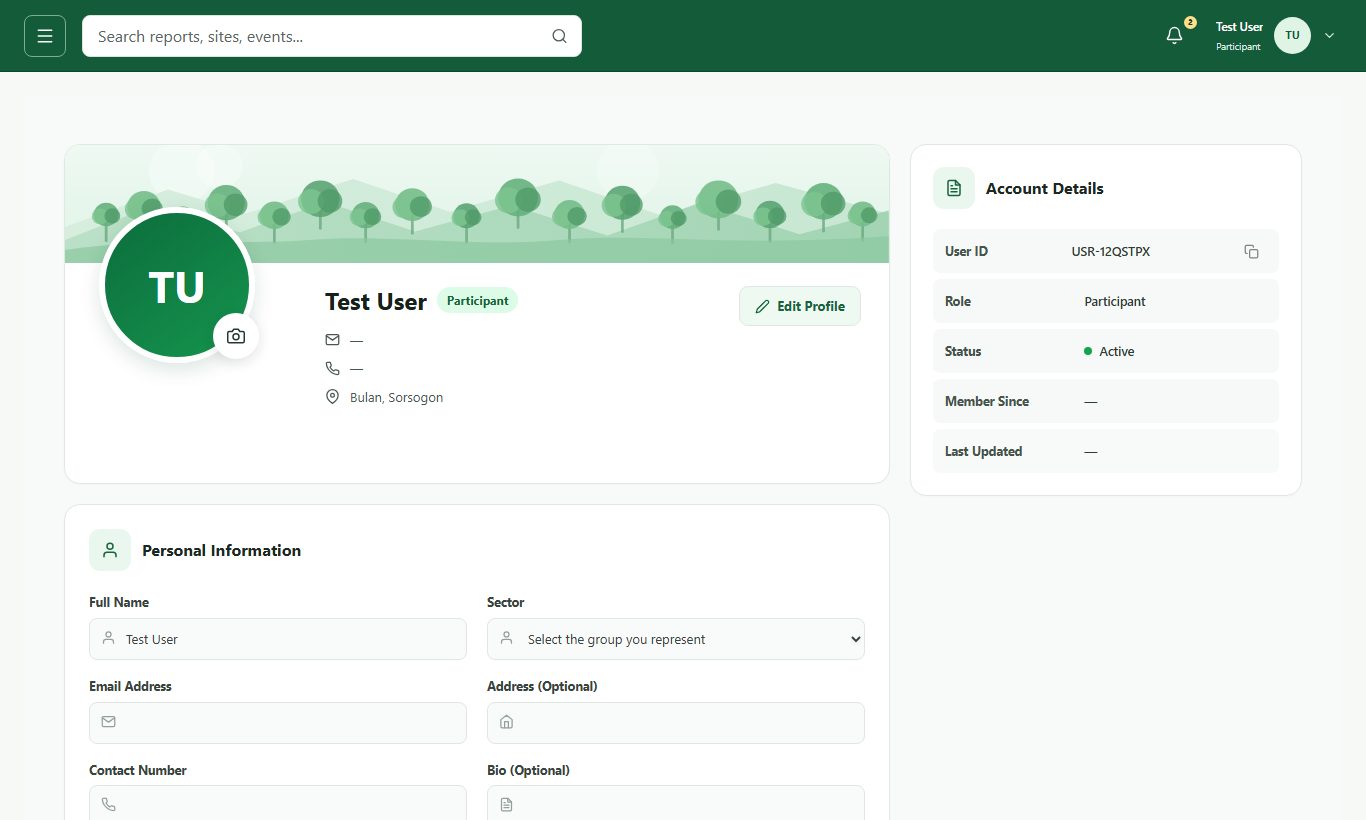 Search reports, sites, events...
2
Test User
Participant
TU
TU
Test User
Participant
Edit Profile
—
—
Bulan, Sorsogon
Account Details
User ID
USR-12QSTPX
Role
Participant
Status
Active
Member Since
—
Last Updated
—
Personal Information
Full Name
Sector
Test User
Select the group you represent
Email Address
Address (Optional)
Contact Number
Bio (Optional)